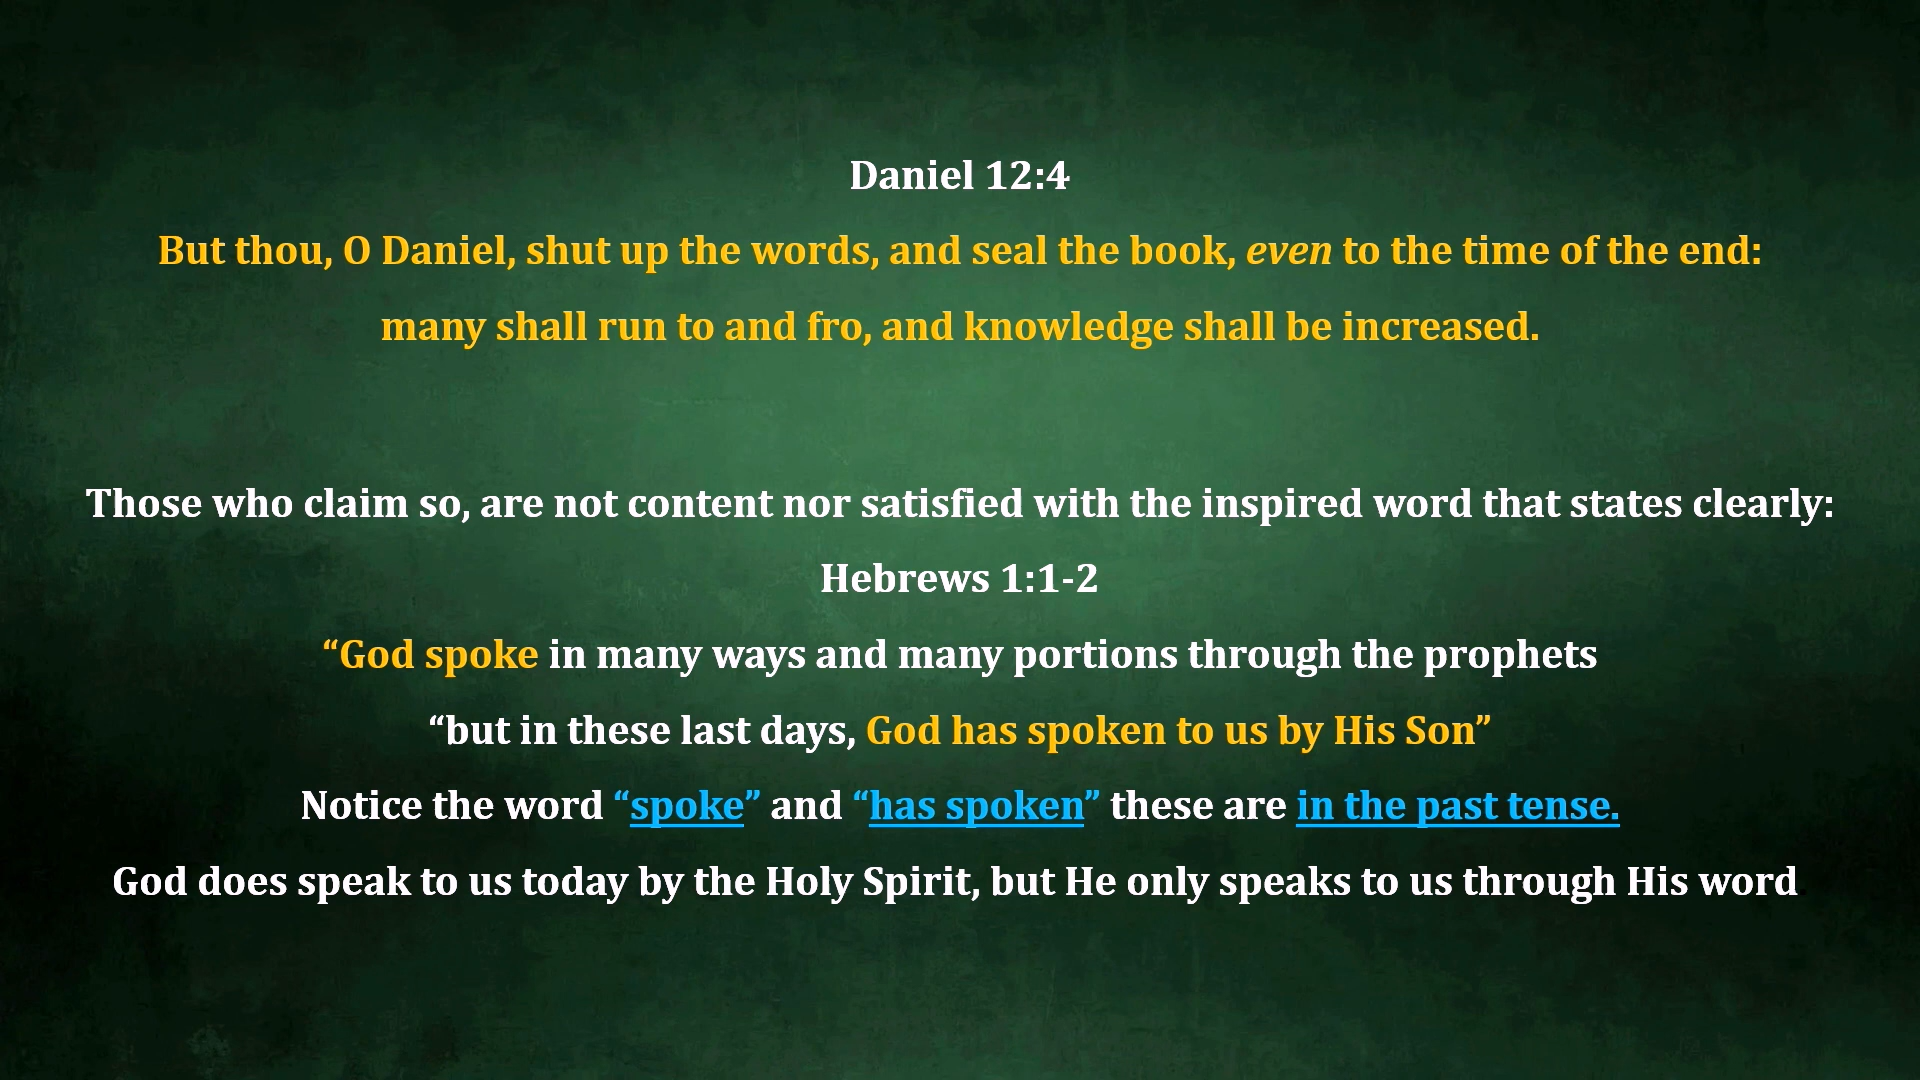 Daniel 12:4
But thou, O Daniel, shut up the words, and seal the book, even to the time of the end:
many shall run to and fro, and knowledge shall be increased.
Those who claim so, are not content nor satisfied with the inspired word that states clearly:
Hebrews 1:1-2
“God spoke in many ways and many portions through the prophets
“but in these last days, God has spoken to us by His Son”
Notice the word “spoke” and “has spoken” these are in the past tense.
God does speak to us today by the Holy Spirit, but He only speaks to us through His word